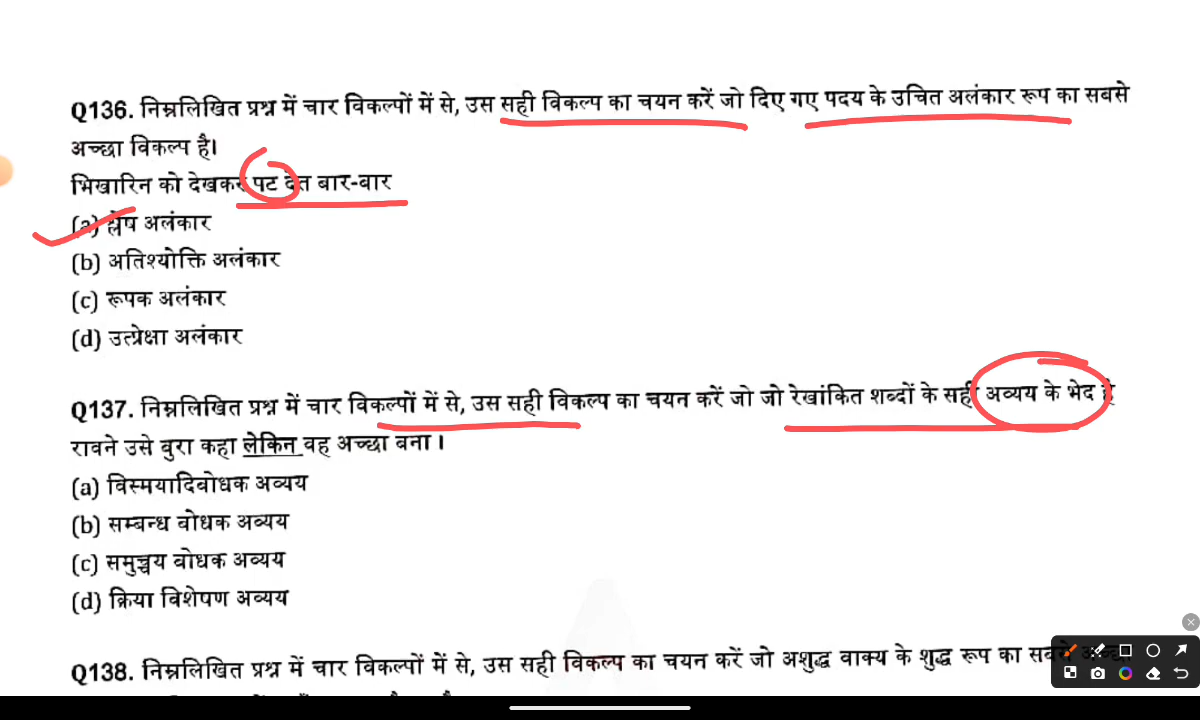 Q136. निम्नलिखित प्रश्न में चार विकल्पों में से, उस सही विकल्प का चयन करें जो दिए गए पदय के उचित अलंकार रूप का सबसे
अच्छा विकल्प है।
भिखारिन को देखकर पट देत बार-बार
(a) श्लेष अलंकार
(b) अतिश्योक्ति अलंकार
(c) रूपक अलंकार
(d) उत्प्रेक्षा अलंकार
Q137. निम्नलिखित प्रश्न में चार विकल्पों में से, उस सही विकल्प का चयन करें जो जो रेखांकित शब्दों के सही अव्यय के भेद है
रावने उसे बुरा कहा लेकिन वह अच्छा बना।
(a) विस्मयादिबोधक अव्यय
(b) सम्बन्ध बोधक अव्यय
(c) समुच्चय बोधक अव्यय
(d) क्रिया विशेषण अव्यय
Q138. निम्नलिखित प्रश्न में चार विकल्पों में से, उस सही विकल्प का चयन करें जो अशुद्ध वाक्य के शुद्ध रूप का सबसे